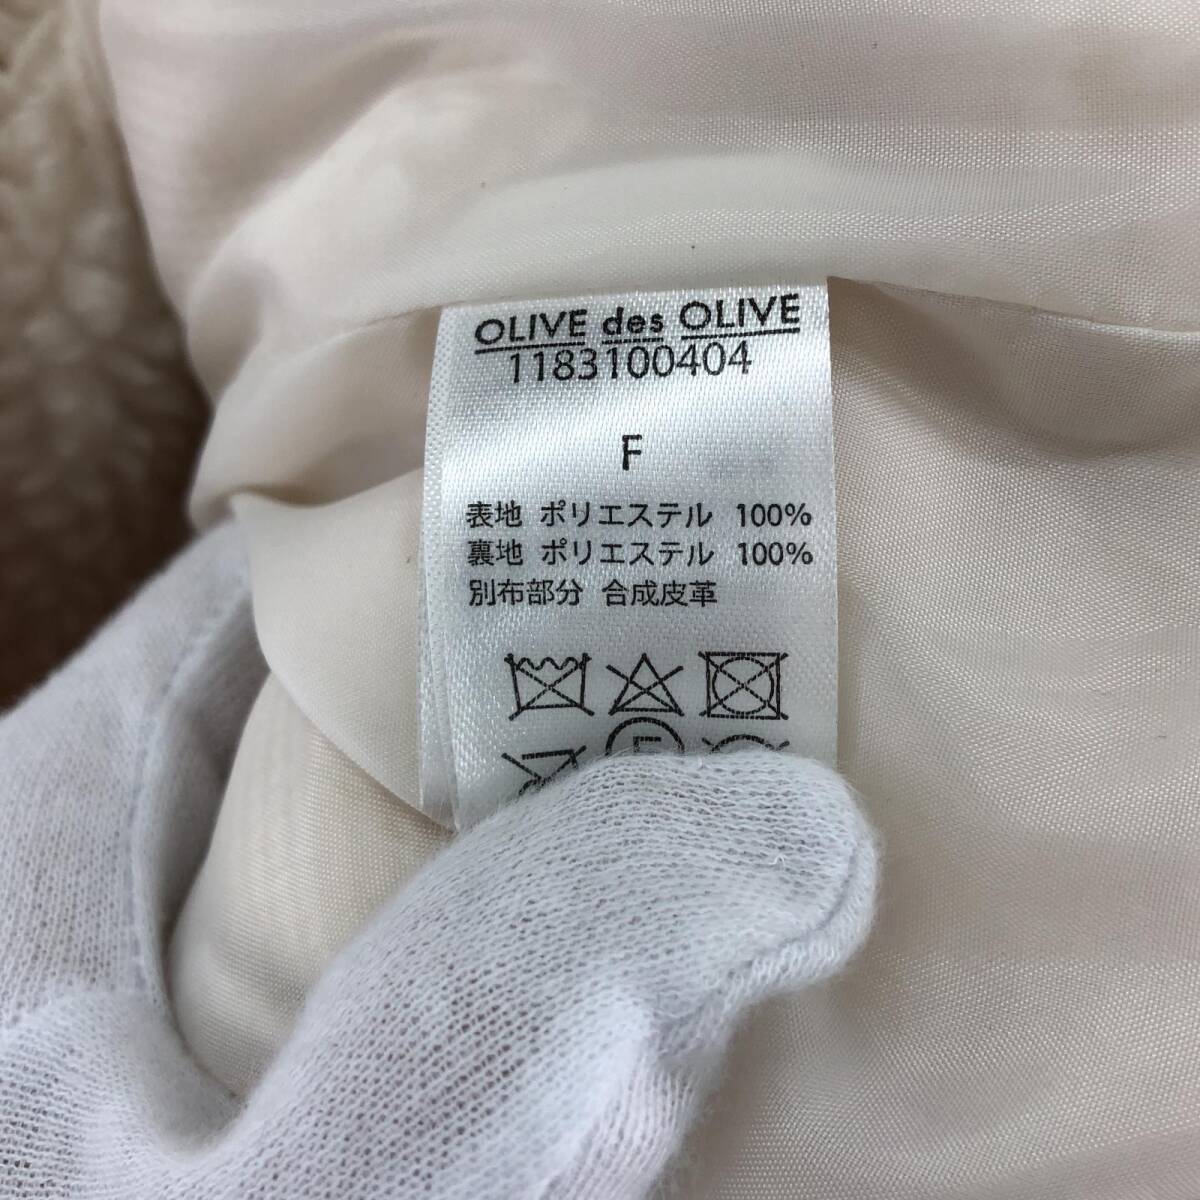 OLIVE des OLIVE
1183100404
F
表地 ポリエステル 100%
裏地 ポリエステル 100%
別布部分 合成皮革